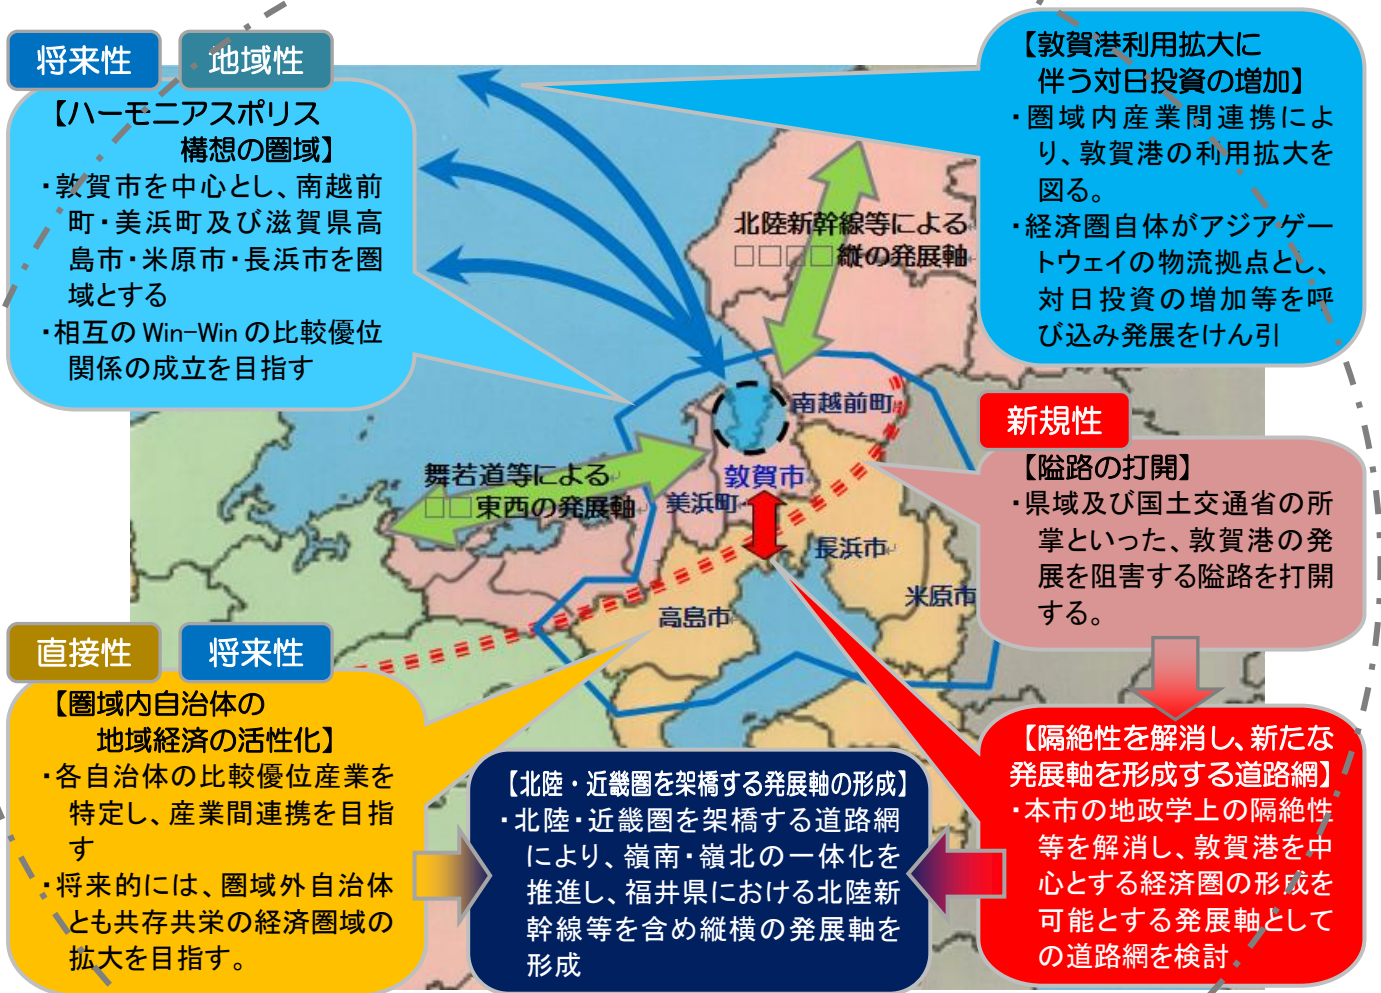 将来性
地域性
【ハーモニアスポリス
構想の圏域】
・敦賀市を中心とし、南越前
町・美浜町及び滋賀県高
島市・米原市・長浜市を圏
域とする
・相互の Win-Win の比較優位
関係の成立を目指す
【敦賀港利用拡大に
伴う対日投資の増加】
・圏域内産業間連携によ
り、敦賀港の利用拡大を
図る。
・経済圏自体がアジアゲー
トウェイの物流拠点とし、
対日投資の増加等を呼
び込み発展をけん引
北陸新幹線等による
□□□□縦の発展軸
南越前町
舞若道等による
□□東西の発展軸
敦賀市
美浜町
長浜市
米原市
高島市
新規性
【隘路の打開】
・県域及び国土交通省の所
掌といった、敦賀港の発
展を阻害する隘路を打開
する。
直接性
将来性
【圏域内自治体の
地域経済の活性化】
・各自治体の比較優位産業を
特定し、産業間連携を目指
す
・将来的には、圏域外自治体
とも共存共栄の経済圏域の
拡大を目指す。
【北陸・近畿圏を架橋する発展軸の形成】
・北陸・近畿圏を架橋する道路網
により、嶺南・嶺北の一体化を
推進し、福井県における北陸新
幹線等を含め縦横の発展軸を
形成
【隔絶性を解消し、新たな
発展軸を形成する道路網】
・本市の地政学上の隔絶性
等を解消し、敦賀港を中
心とする経済圏の形成を
可能とする発展軸として
の道路網を検討